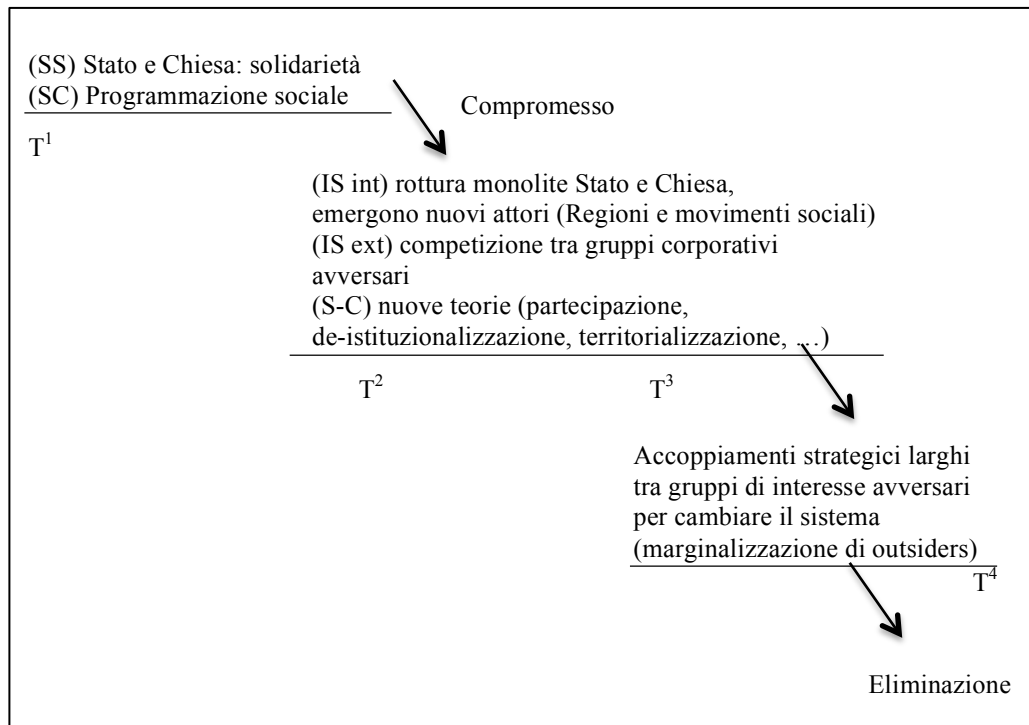 (SS) Stato e Chiesa: solidarietà
(SC) Programmazione sociale
Compromesso
T¹
(IS int) rottura monolite Stato e Chiesa,
emergono nuovi attori (Regioni e movimenti sociali)
(IS ext) competizione tra gruppi corporativi
avversari
(S-C) nuove teorie (partecipazione,
de-istituzionalizzazione, territorializzazione, …)
T² T³
Accoppiamenti strategici larghi
tra gruppi di interesse avversari
per cambiare il sistema
(marginalizzazione di outsiders)
T⁴
Eliminazione